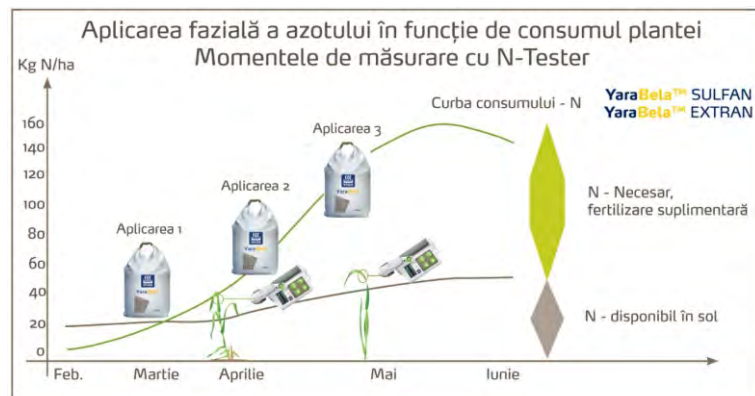 Aplicarea fazială a azotului în funcție de consumul plantei
Momentele de măsurare cu N-Tester
Kg N/ha
Curba consumului - N
YaraBela™ SULFAN
YaraBela™ EXTRAN
160
140
120
100
80
60
40
20
0
Aplicarea 1
Aplicarea 2
Aplicarea 3
N - Necesar,
fertilizare suplimentară
N - disponibil în sol
Feb.
Martie
Aprilie
Mai
Iunie